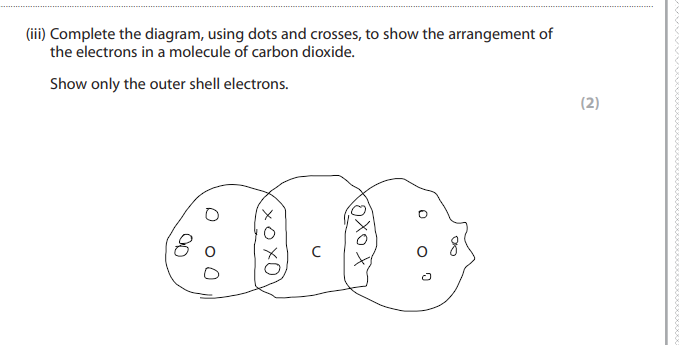 (iii) Complete the diagram, using dots and crosses, to show the arrangement of
the electrons in a molecule of carbon dioxide.
Show only the outer shell electrons.
(2)
O C O